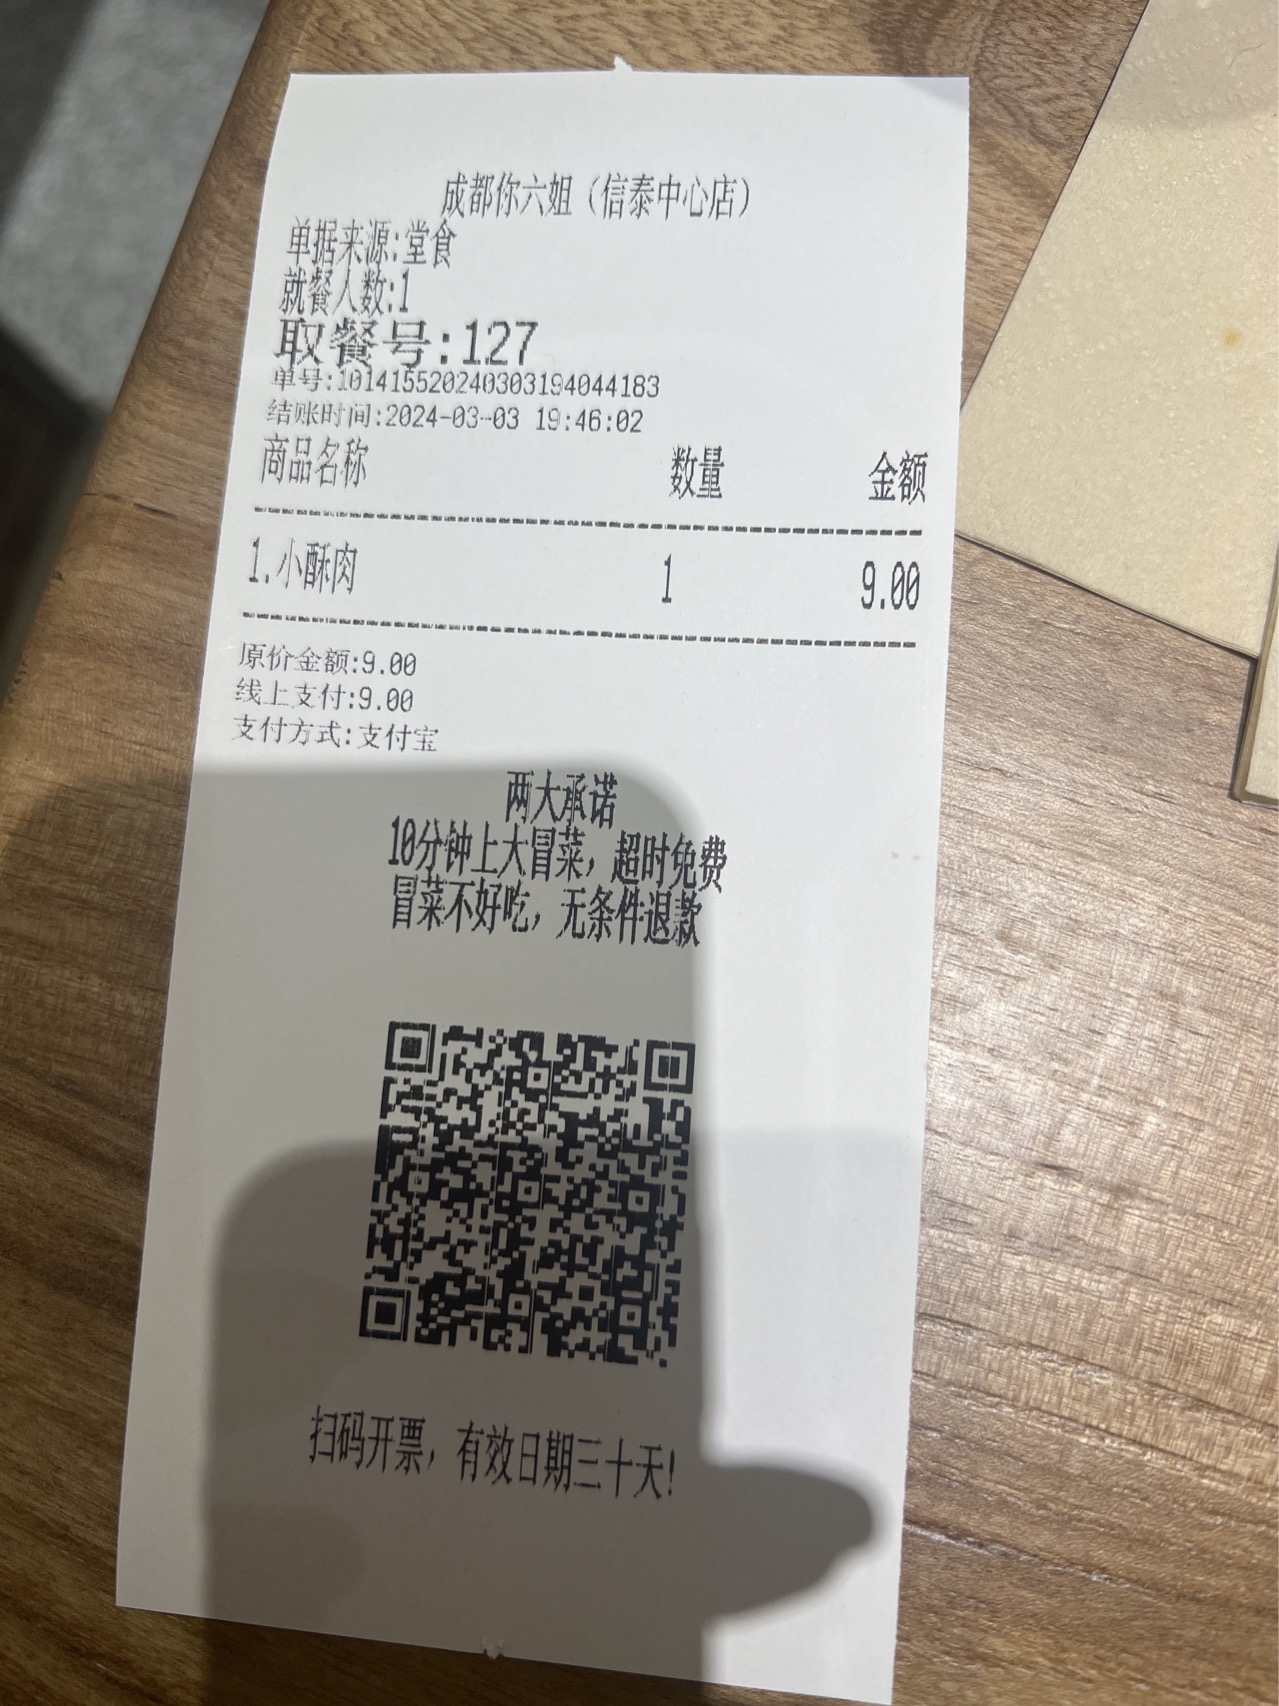 成都你六姐（信泰中心店）
单据来源:堂食
就餐人数:1
取餐号:127
单号:10141552024030319404​4183
结账时间:2024-03-03 19:46:02
商品名称 数量 金额
1.小酥肉 1 9.00
原价金额:9.00
线上支付:9.00
支付方式:支付宝
两大承诺
10分钟上大冒菜，超时免费
冒菜不好吃，无条件退款
扫码开票，有效日期三十天!